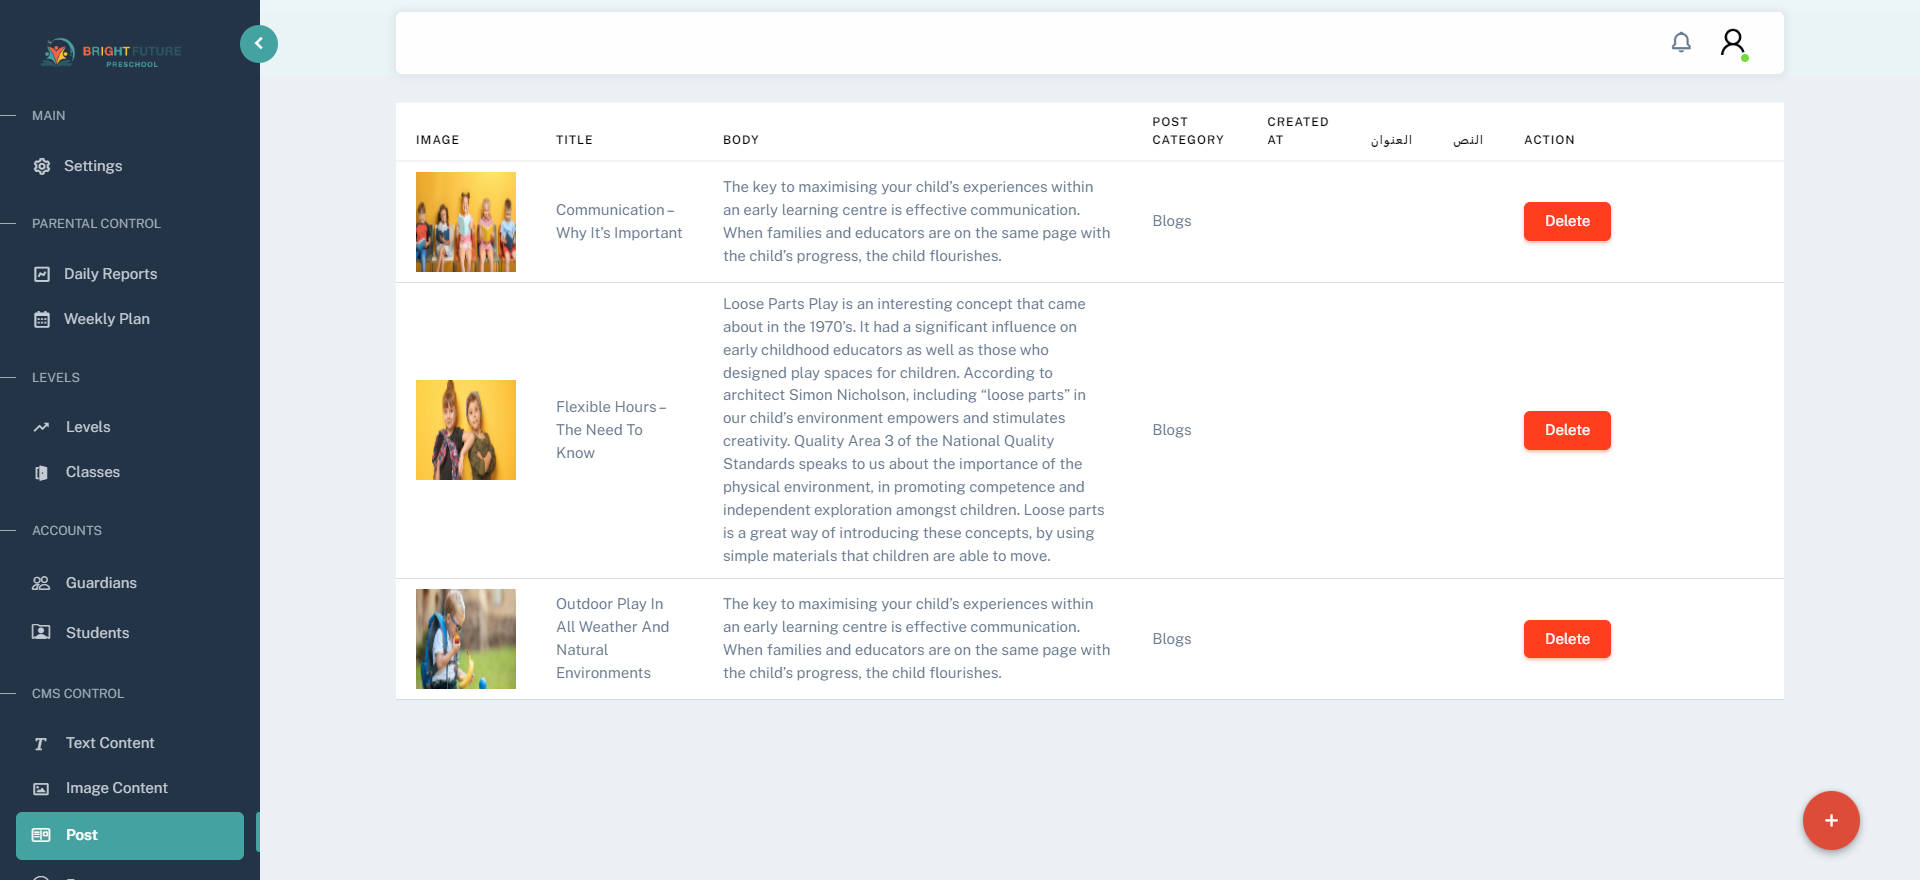 BRIGHT FUTURE
PRESCHOOL
MAIN
Settings
PARENTAL CONTROL
Daily Reports
Weekly Plan
LEVELS
Levels
Classes
ACCOUNTS
Guardians
Students
CMS CONTROL
Text Content
Image Content
Post
IMAGE
TITLE
BODY
POST
CATEGORY
CREATED
AT
العنوان
النص
ACTION
Communication –
Why It's Important
The key to maximising your child's experiences within
an early learning centre is effective communication.
When families and educators are on the same page with
the child's progress, the child flourishes.
Blogs
Delete
Flexible Hours –
The Need To
Know
Loose Parts Play is an interesting concept that came
about in the 1970's. It had a significant influence on
early childhood educators as well as those who
designed play spaces for children. According to
architect Simon Nicholson, including “loose parts” in
our child's environment empowers and stimulates
creativity. Quality Area 3 of the National Quality
Standards speaks to us about the importance of the
physical environment, in promoting competence and
independent exploration amongst children. Loose parts
is a great way of introducing these concepts, by using
simple materials that children are able to move.
Blogs
Delete
Outdoor Play In
All Weather And
Natural
Environments
The key to maximising your child's experiences within
an early learning centre is effective communication.
When families and educators are on the same page with
the child's progress, the child flourishes.
Blogs
Delete
+